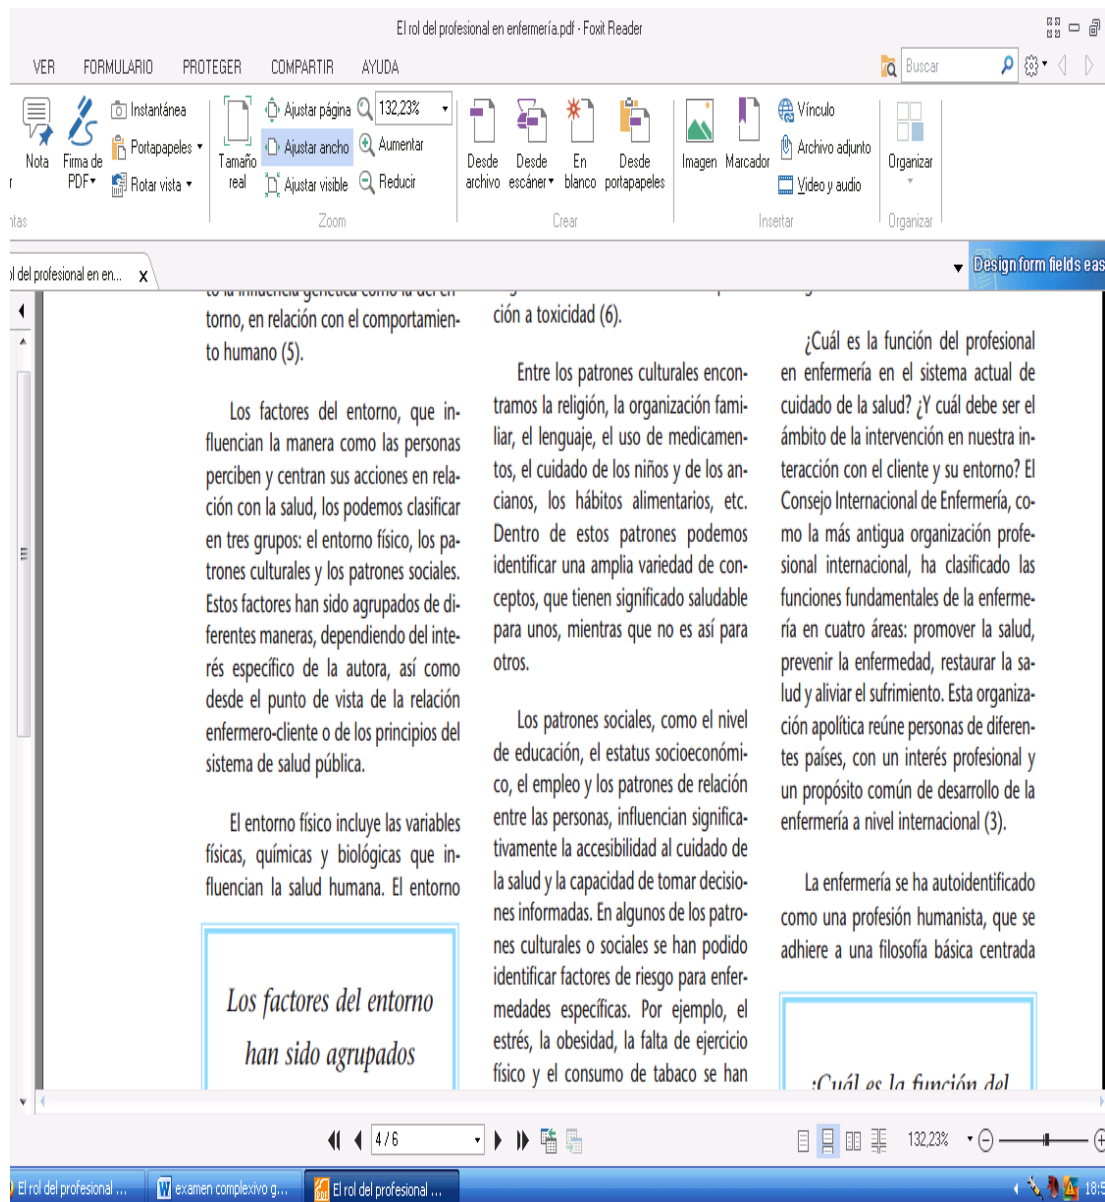 El rol del profesional en enfermería.pdf - Foxit Reader
VER FORMULARIO PROTEGER COMPARTIR AYUDA
Buscar
Nota
Firma de PDF
Instantánea
Portapapeles
Rotar vista
Tamaño real
Ajustar página
Ajustar ancho
Ajustar visible
132,23%
Aumentar
Reducir
Zoom
Desde archivo
Desde escáner
En blanco
Desde portapapeles
Crear
Imagen
Marcador
Vínculo
Archivo adjunto
Video y audio
Insertar
Organizar
Organizar
ol del profesional en en... x
Design form fields eas
torno, en relación con el comportamien-
to humano (5).
Los factores del entorno, que in-
fluencian la manera como las personas
perciben y centran sus acciones en rela-
ción con la salud, los podemos clasificar
en tres grupos: el entorno físico, los pa-
trones culturales y los patrones sociales.
Estos factores han sido agrupados de di-
ferentes maneras, dependiendo del inte-
rés específico de la autora, así como
desde el punto de vista de la relación
enfermero-cliente o de los principios del
sistema de salud pública.
El entorno físico incluye las variables
físicas, químicas y biológicas que in-
fluencian la salud humana. El entorno
Los factores del entorno
han sido agrupados
ción a toxicidad (6).
Entre los patrones culturales encon-
tramos la religión, la organización fami-
liar, el lenguaje, el uso de medicamen-
tos, el cuidado de los niños y de los an-
cianos, los hábitos alimentarios, etc.
Dentro de estos patrones podemos
identificar una amplia variedad de con-
ceptos, que tienen significado saludable
para unos, mientras que no es así para
otros.
Los patrones sociales, como el nivel
de educación, el estatus socioeconómi-
co, el empleo y los patrones de relación
entre las personas, influencian significa-
tivamente la accesibilidad al cuidado de
la salud y la capacidad de tomar decisio-
nes informadas. En algunos de los patro-
nes culturales o sociales se han podido
identificar factores de riesgo para enfer-
medades específicas. Por ejemplo, el
estrés, la obesidad, la falta de ejercicio
físico y el consumo de tabaco se han
¿Cuál es la función del profesional
en enfermería en el sistema actual de
cuidado de la salud? ¿Y cuál debe ser el
ámbito de la intervención en nuestra in-
teracción con el cliente y su entorno? El
Consejo Internacional de Enfermería, co-
mo la más antigua organización profe-
sional internacional, ha clasificado las
funciones fundamentales de la enferme-
ría en cuatro áreas: promover la salud,
prevenir la enfermedad, restaurar la sa-
lud y aliviar el sufrimiento. Esta organiza-
ción apolítica reúne personas de diferen-
tes países, con un interés profesional y
un propósito común de desarrollo de la
enfermería a nivel internacional (3).
La enfermería se ha autoidentificado
como una profesión humanista, que se
adhiere a una filosofía básica centrada
¿Cuál es la función del
4 / 6
132,23%
El rol del profesional ...
examen complexivo g...
El rol del profesional ...
18:5